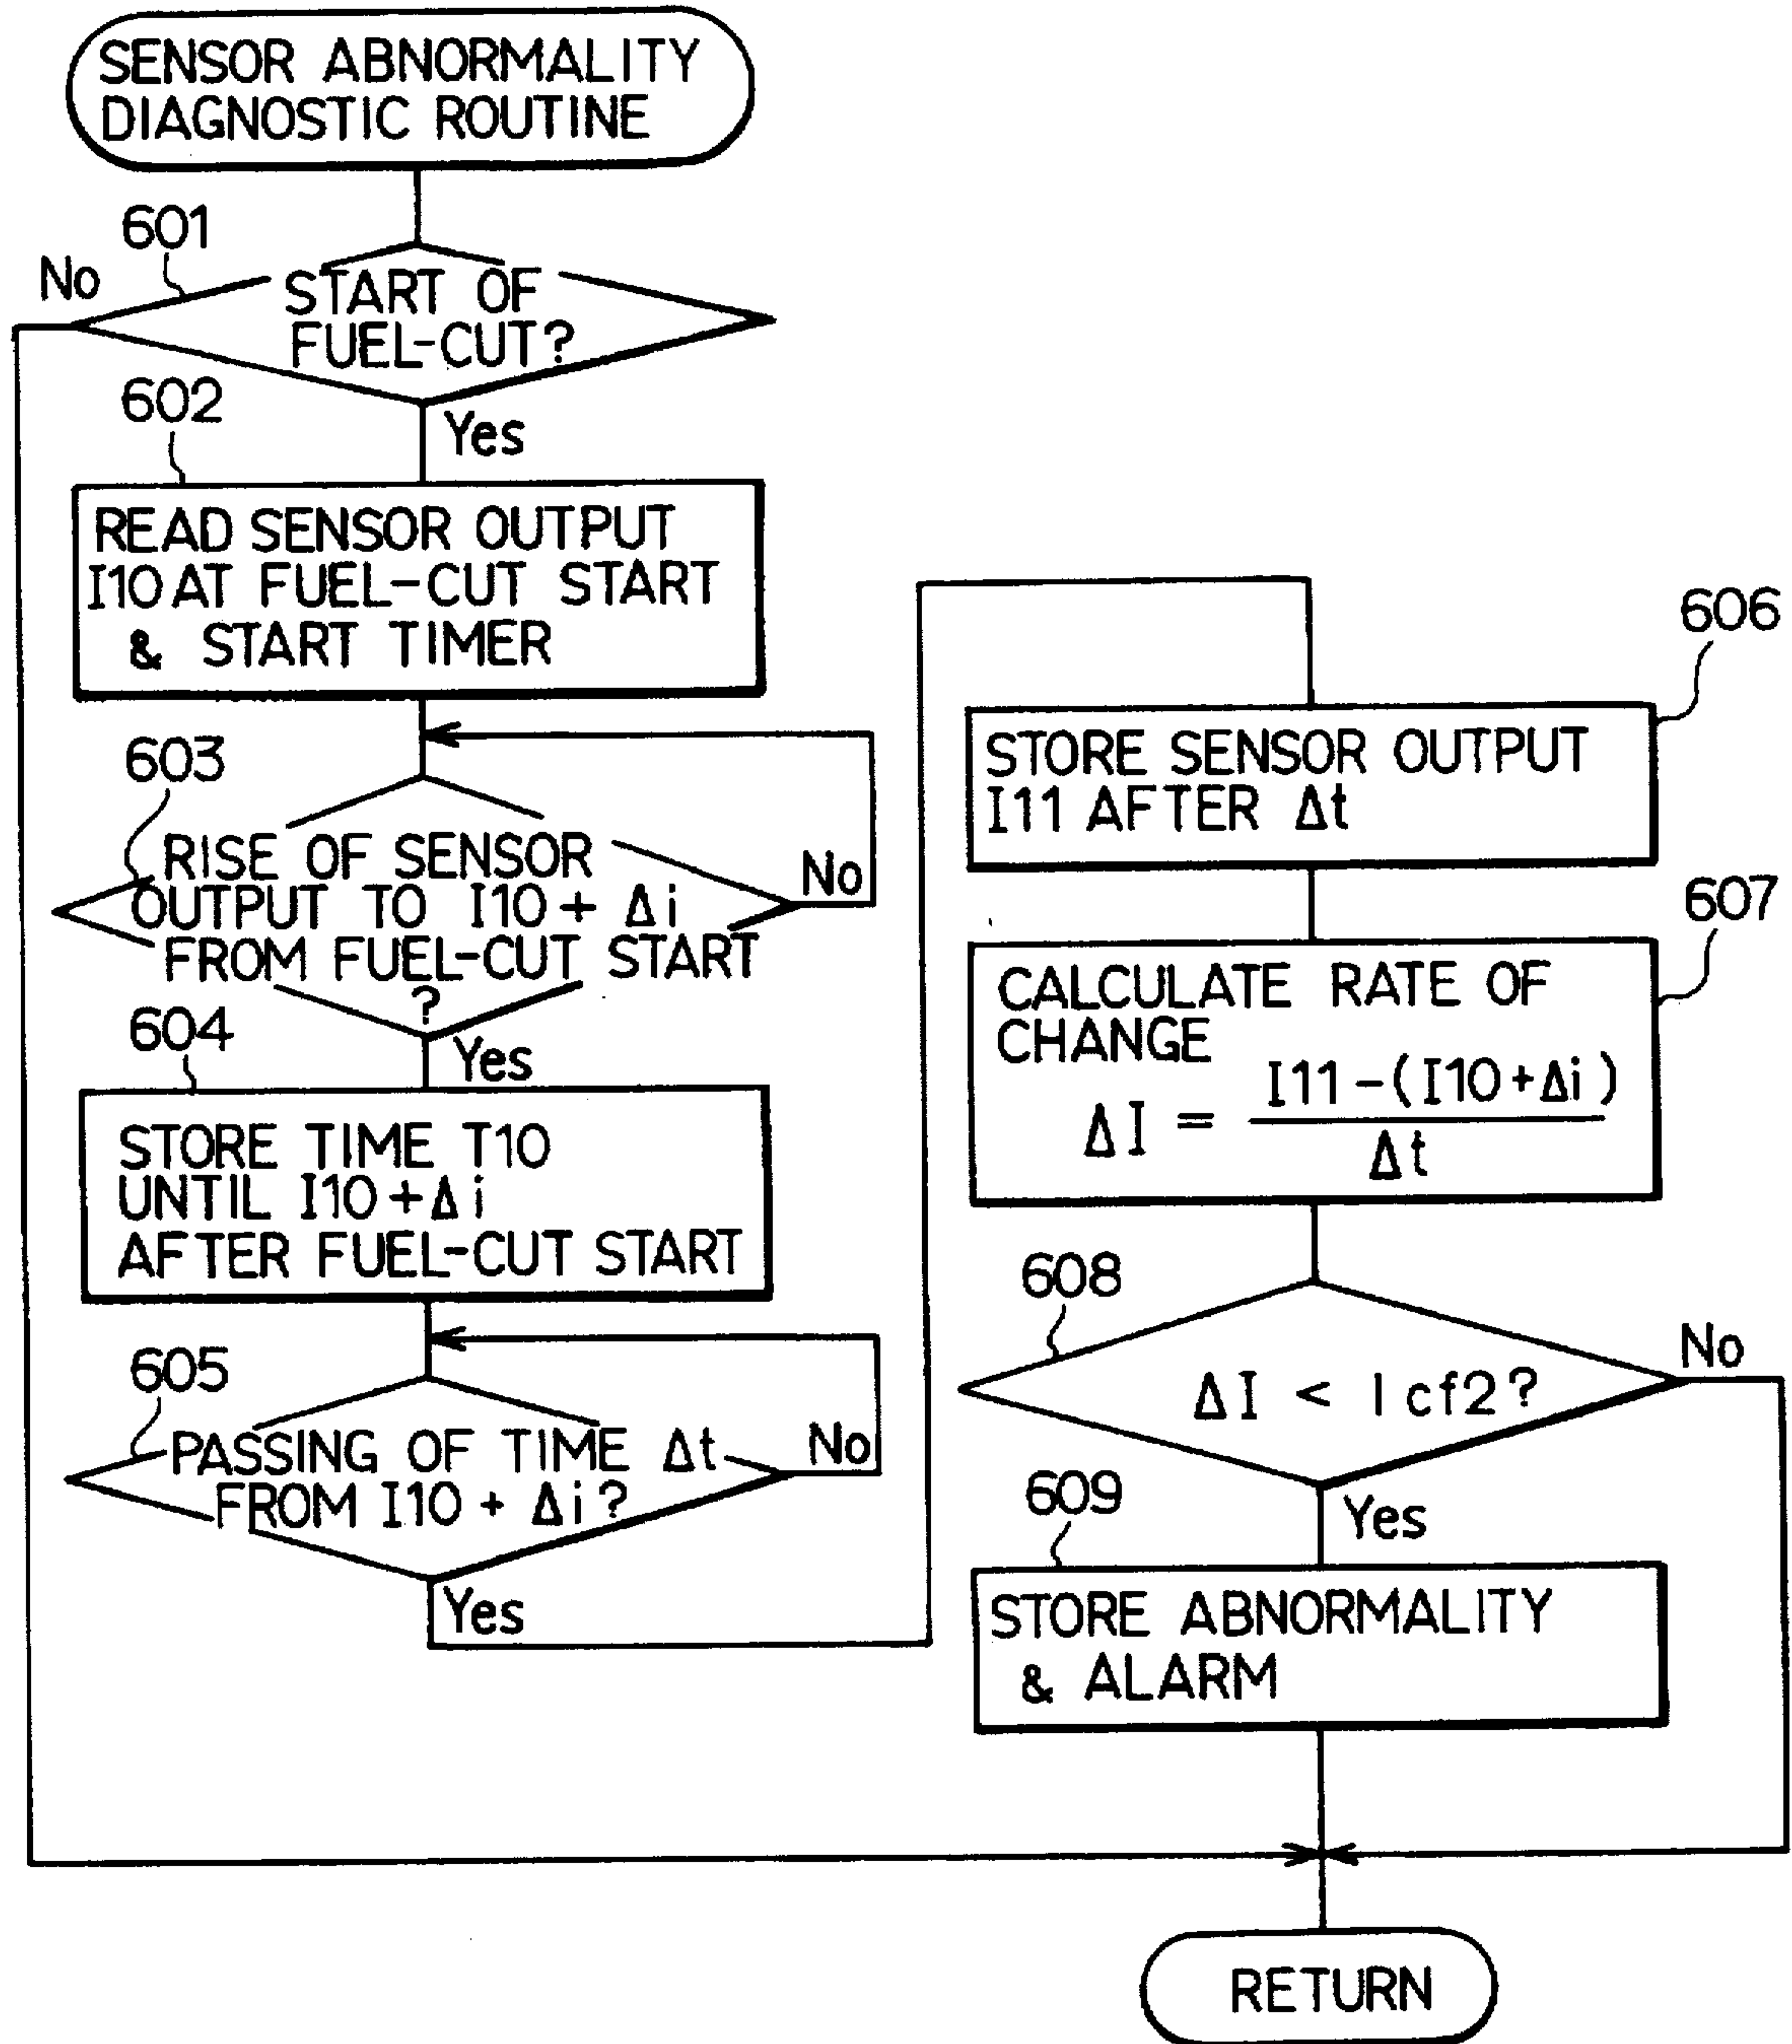 SENSOR ABNORMALITY
DIAGNOSTIC ROUTINE
601
No
START OF
FUEL-CUT?
602
Yes
READ SENSOR OUTPUT
I10 AT FUEL-CUT START
& START TIMER
603
RISE OF SENSOR
OUTPUT TO I10 + Δi
FROM FUEL-CUT START
?
No
604
Yes
STORE TIME T10
UNTIL I10 + Δi
AFTER FUEL-CUT START
605
PASSING OF TIME Δt
FROM I10 + Δi?
No
Yes
606
STORE SENSOR OUTPUT
I11 AFTER Δt
607
CALCULATE RATE OF
CHANGE
ΔI = I11 - (I10 + Δi)
Δt
608
ΔI < Icf2?
No
609
Yes
STORE ABNORMALITY
& ALARM
RETURN